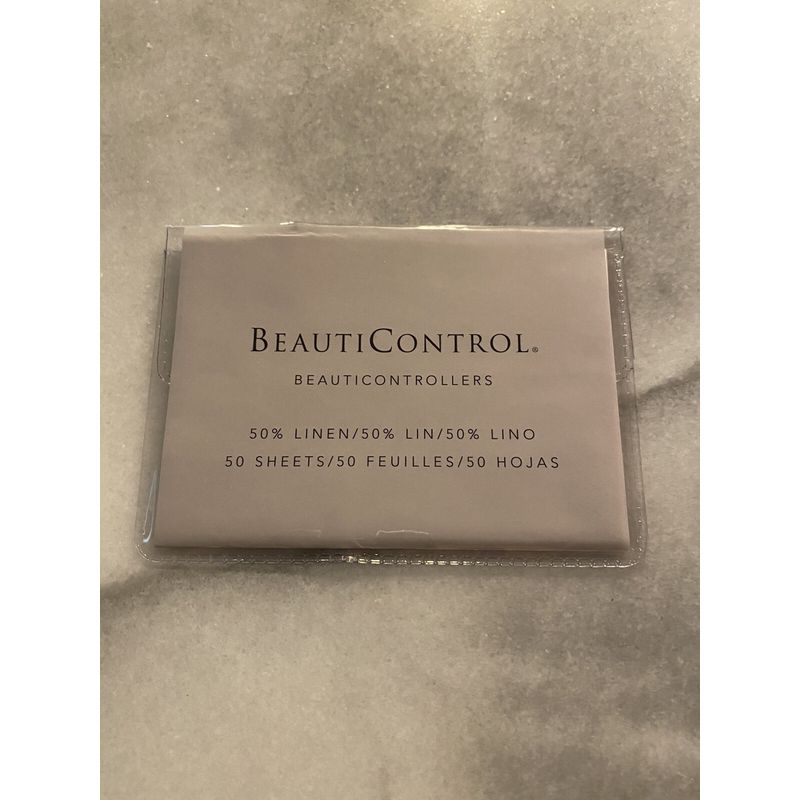 BEAUTICONTROL®
BEAUTICONTROLLERS
50% LINEN/50% LIN/50% LINO
50 SHEETS/50 FEUILLES/50 HOJAS